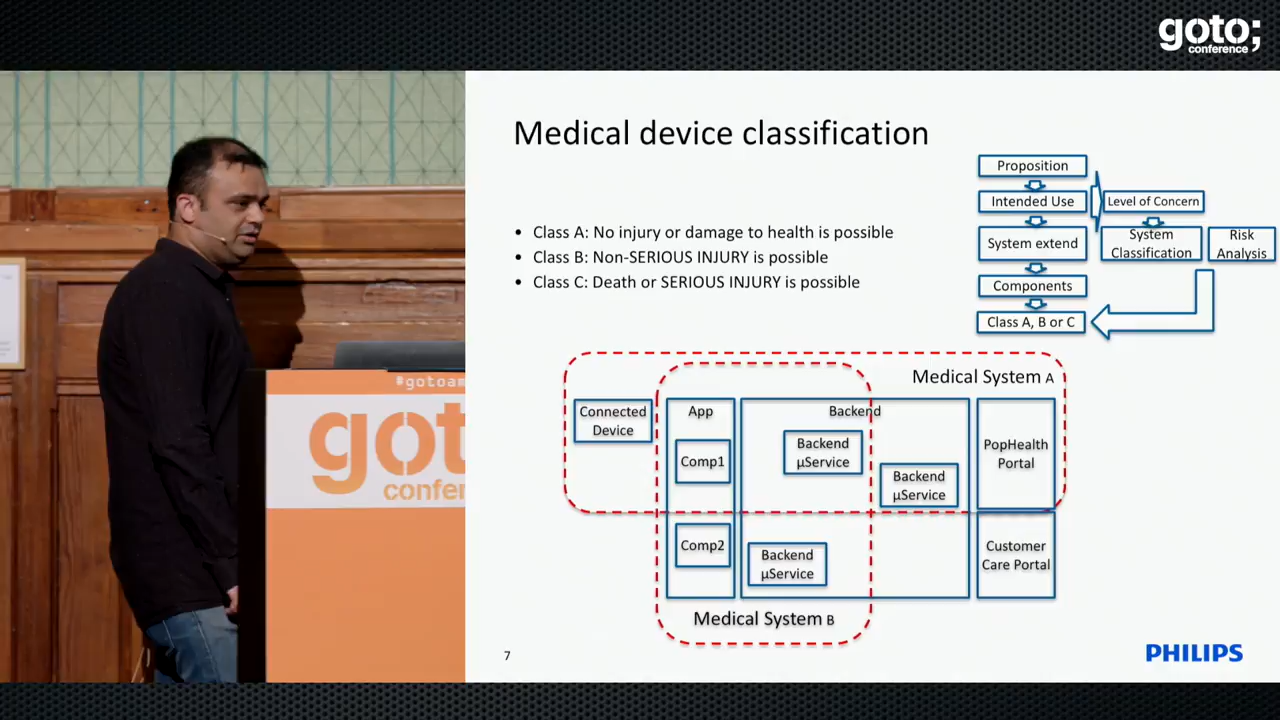 goto;
conference
Medical device classification
• Class A: No injury or damage to health is possible
• Class B: Non-SERIOUS INJURY is possible
• Class C: Death or SERIOUS INJURY is possible
Proposition
Intended Use
Level of Concern
System extend
System
Classification
Risk
Analysis
Components
Class A, B or C
Medical System A
Connected
Device
App
Backend
Comp1
Backend
µService
Backend
µService
PopHealth
Portal
Comp2
Backend
µService
Customer
Care Portal
Medical System B
7
PHILIPS
#gotoam
got
confer